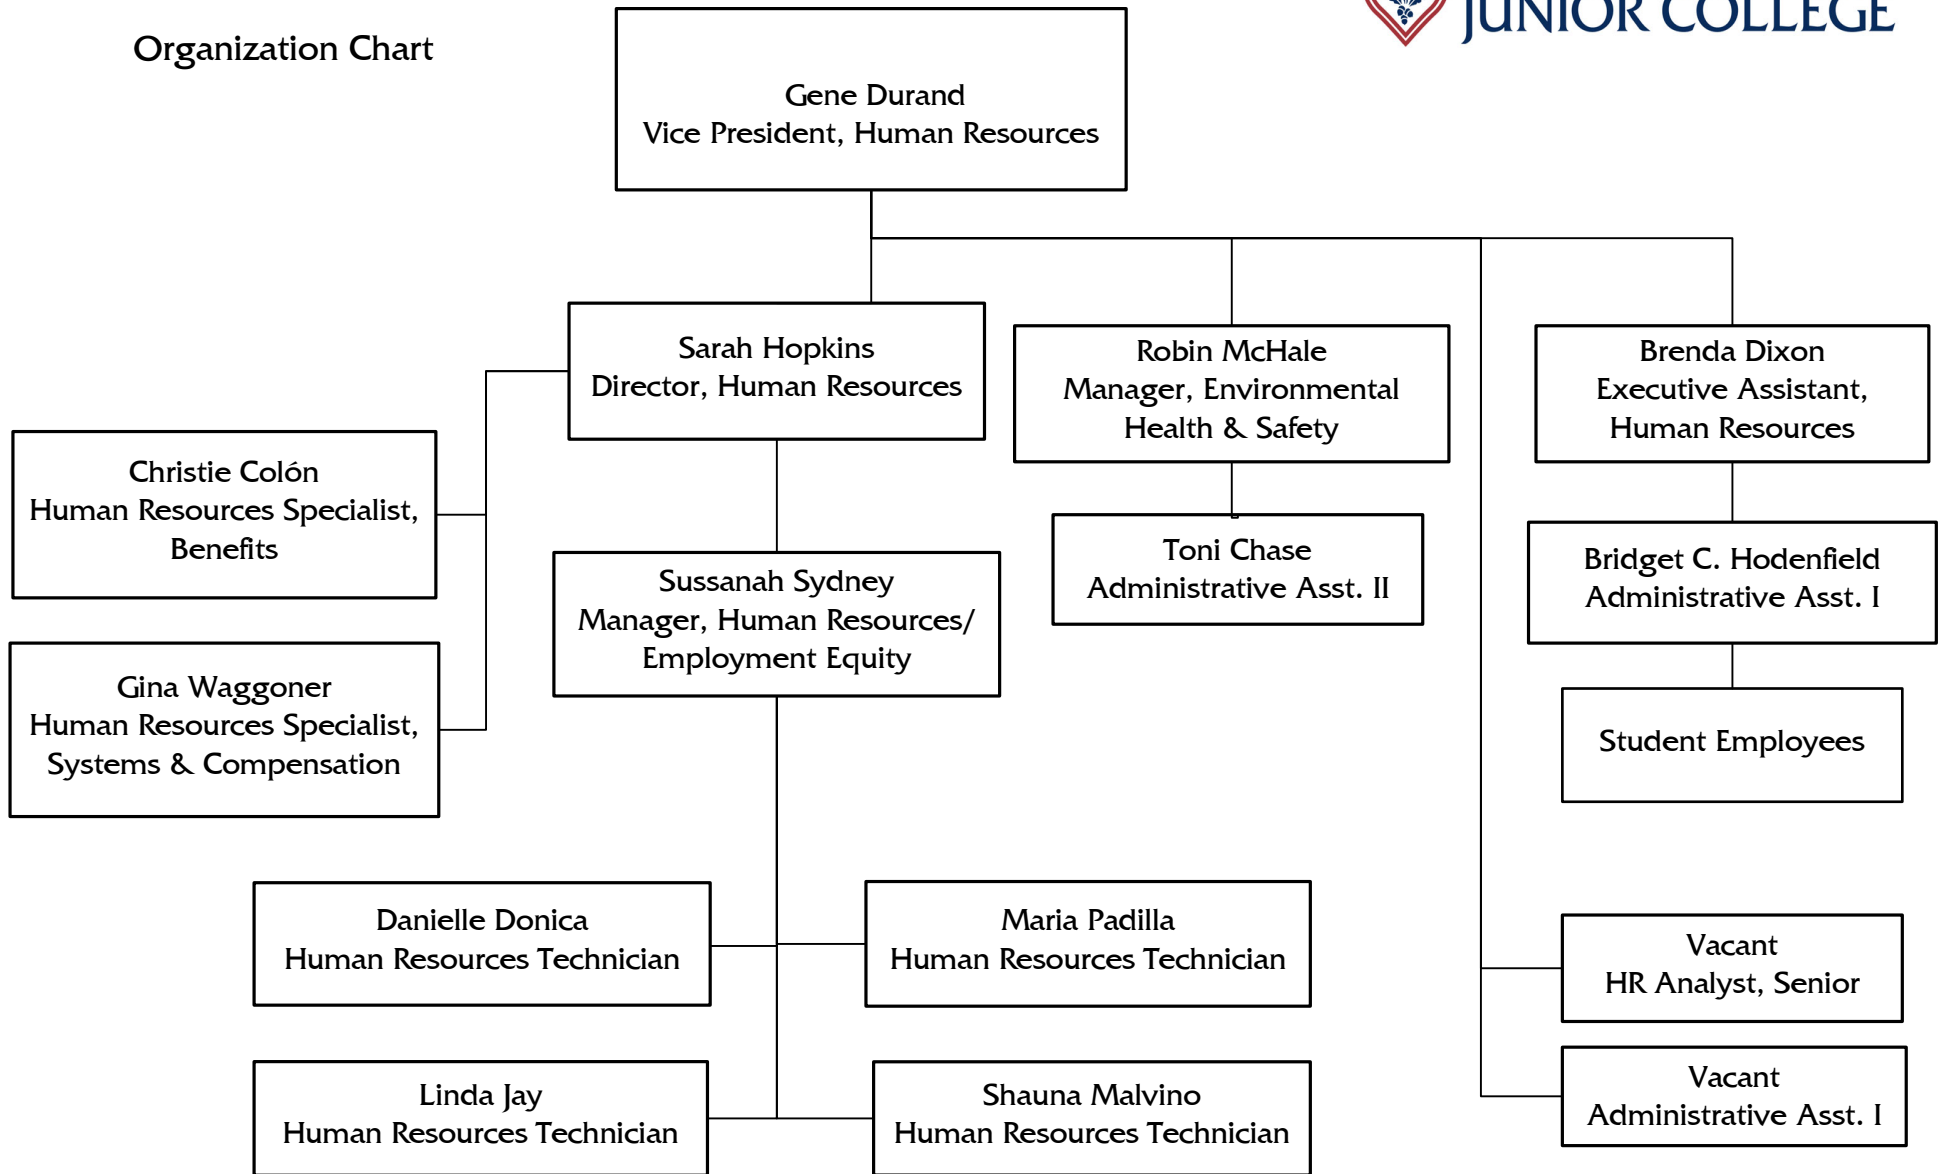 JUNIOR COLLEGE
Organization Chart
Gene Durand
Vice President, Human Resources
Sarah Hopkins
Director, Human Resources
Robin McHale
Manager, Environmental
Health & Safety
Brenda Dixon
Executive Assistant,
Human Resources
Christie Colón
Human Resources Specialist,
Benefits
Sussanah Sydney
Manager, Human Resources/
Employment Equity
Toni Chase
Administrative Asst. II
Bridget C. Hodenfield
Administrative Asst. I
Gina Waggoner
Human Resources Specialist,
Systems & Compensation
Student Employees
Danielle Donica
Human Resources Technician
Maria Padilla
Human Resources Technician
Vacant
HR Analyst, Senior
Linda Jay
Human Resources Technician
Shauna Malvino
Human Resources Technician
Vacant
Administrative Asst. I